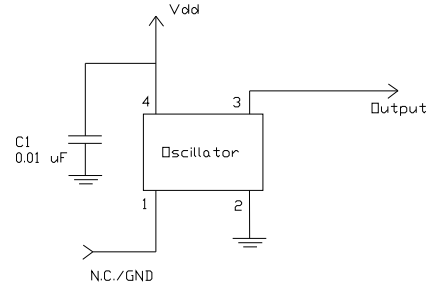 Vdd
4
3
Output
C1
0.01 uF
Oscillator
1
2
N.C./GND